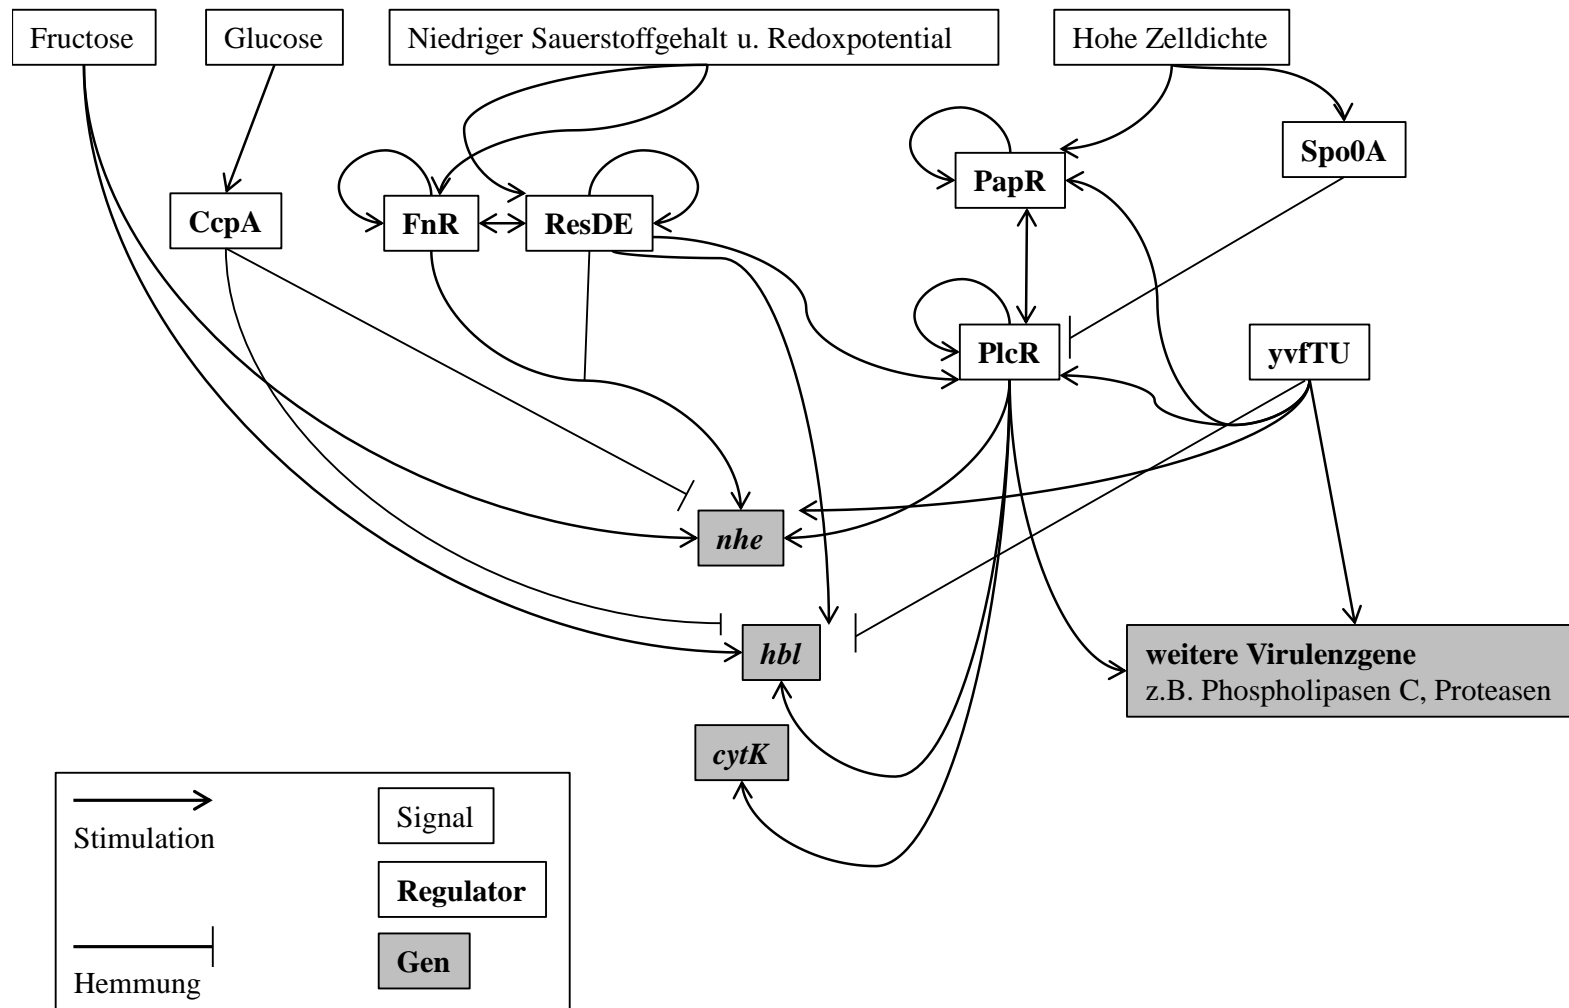 Fructose
Glucose
Niedriger Sauerstoffgehalt u. Redoxpotential
Hohe Zelldichte
Spo0A
PapR
CcpA
FnR
ResDE
PlcR
yvfTU
nhe
hbl
weitere Virulenzgene
z.B. Phospholipasen C, Proteasen
cytK
Stimulation
Signal
Regulator
Hemmung
Gen